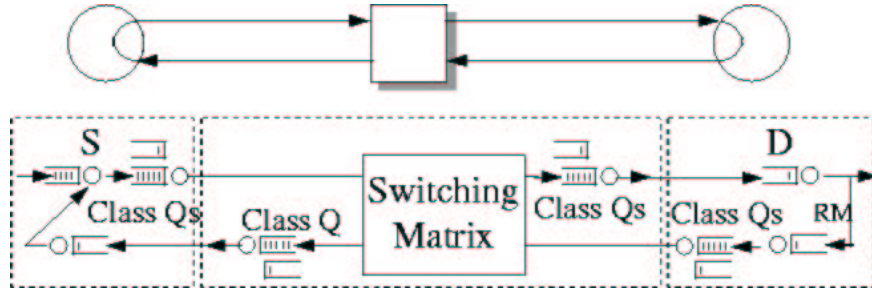 S
D
Class Qs
Class Q
Switching
Matrix
Class Qs
Class Qs
RM